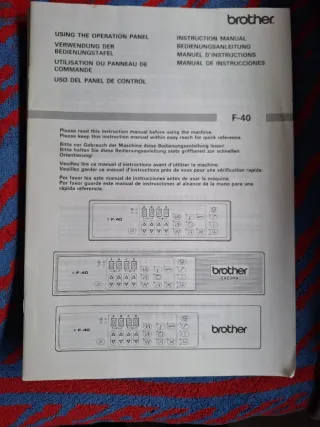 brother
USING THE OPERATION PANEL
VERWENDUNG DER
BEDIENUNGSTAFEL
UTILISATION DU PANNEAU DE
COMMANDE
USO DEL PANEL DE CONTROL
INSTRUCTION MANUAL
BEDIENUNGSANLEITUNG
MANUEL D'INSTRUCTIONS
MANUAL DE INSTRUCCIONES
F-40
Please read this instruction manual before using the machine.
Please keep this instruction manual within easy reach for quick reference.
Bitte vor Gebrauch der Maschine diese Bedienungsanleitung lesen!
Bitte halten Sie diese Bedienungsanleitung stets griffbereit zur schnellen
Orientierung!
Veuillez lire ce manuel d'instructions avant d'utiliser la machine.
Veuillez garder ce manuel d'instructions près de vous pour une vérification rapide.
Por favor lea este manual de instrucciones antes de usar la máquina.
Por favor guarde este manual de instrucciones al alcance de la mano para una
rápida referencia.
F-40
F-40
brother
F-40
brother